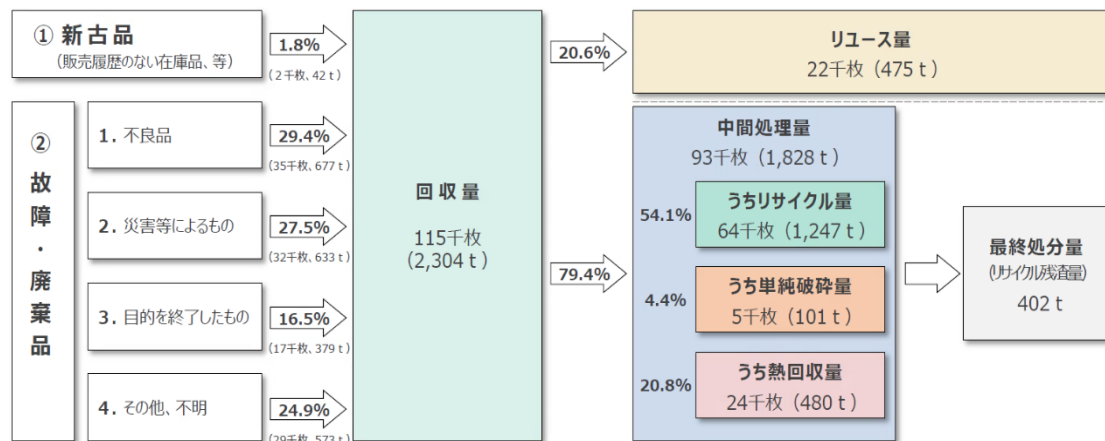 ① 新古品
（販売履歴のない在庫品、等）
1.8%
（2千枚、42ｔ）
②故障・廃棄品
1. 不良品
29.4%
（35千枚、677ｔ）
2. 災害等によるもの
27.5%
（32千枚、633ｔ）
3. 目的を終了したもの
16.5%
（17千枚、379ｔ）
4. その他、不明
24.9%
（29千枚、573ｔ）
回収量
115千枚
（2,304ｔ）
20.6%
リユース量
22千枚（475ｔ）
79.4%
中間処理量
93千枚（1,828ｔ）
54.1%
うちリサイクル量
64千枚（1,247ｔ）
4.4%
うち単純破砕量
5千枚（101ｔ）
20.8%
うち熱回収量
24千枚（480ｔ）
最終処分量
（リサイクル残渣量）
402ｔ